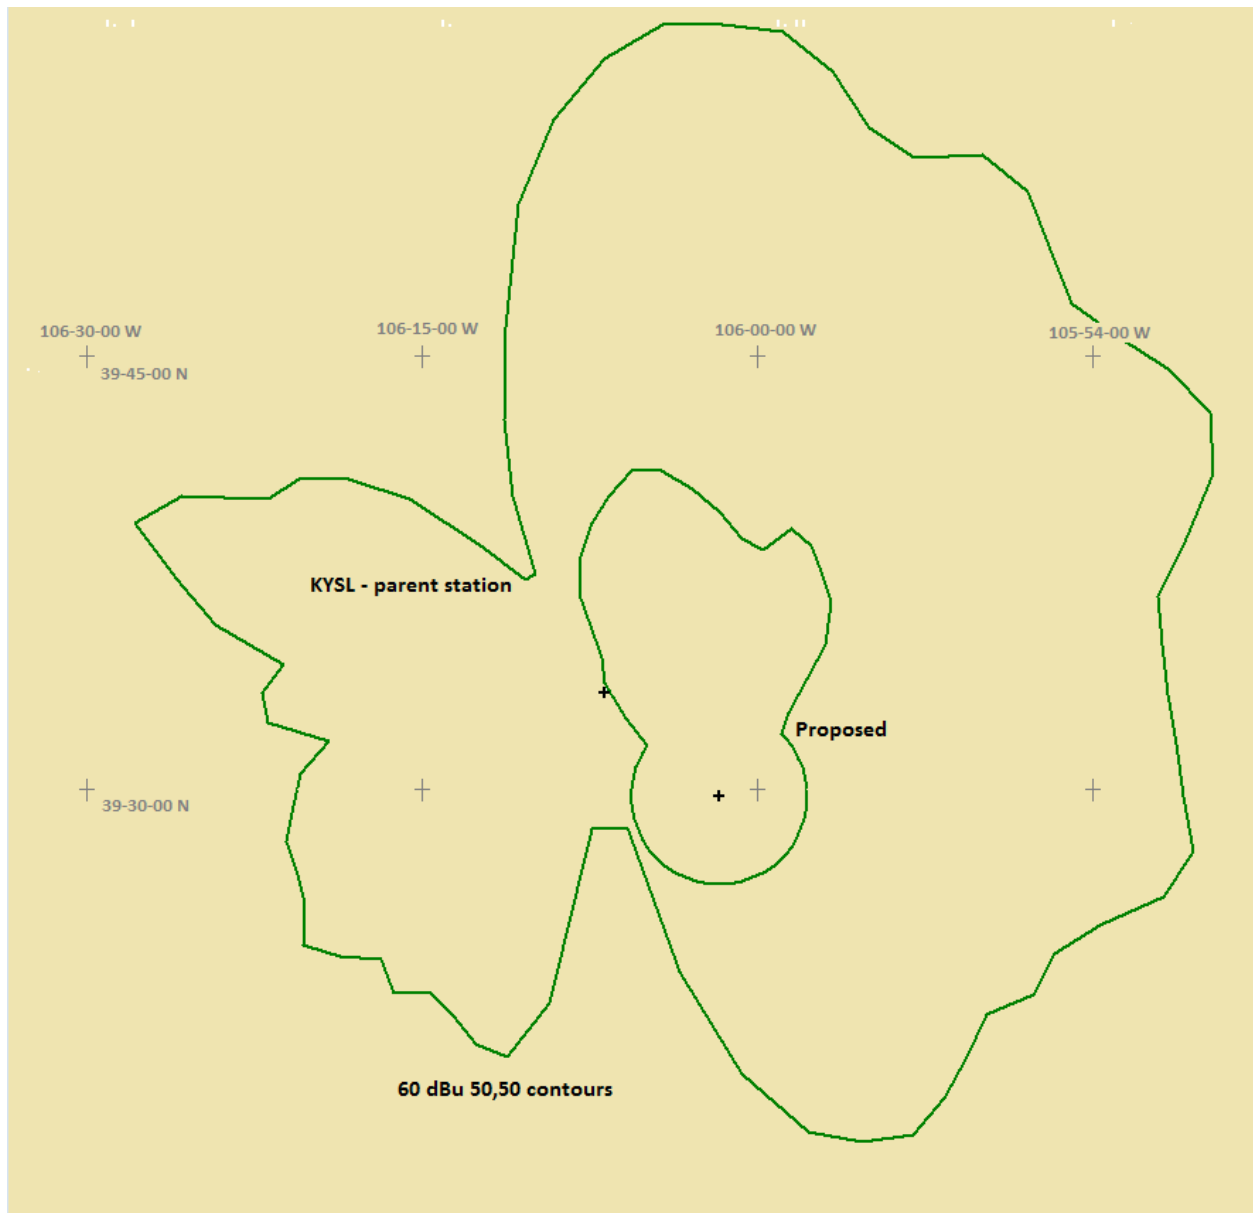 106-30-00 W
106-15-00 W
106-00-00 W
105-54-00 W
39-45-00 N
KYSL - parent station
Proposed
39-30-00 N
60 dBu 50,50 contours